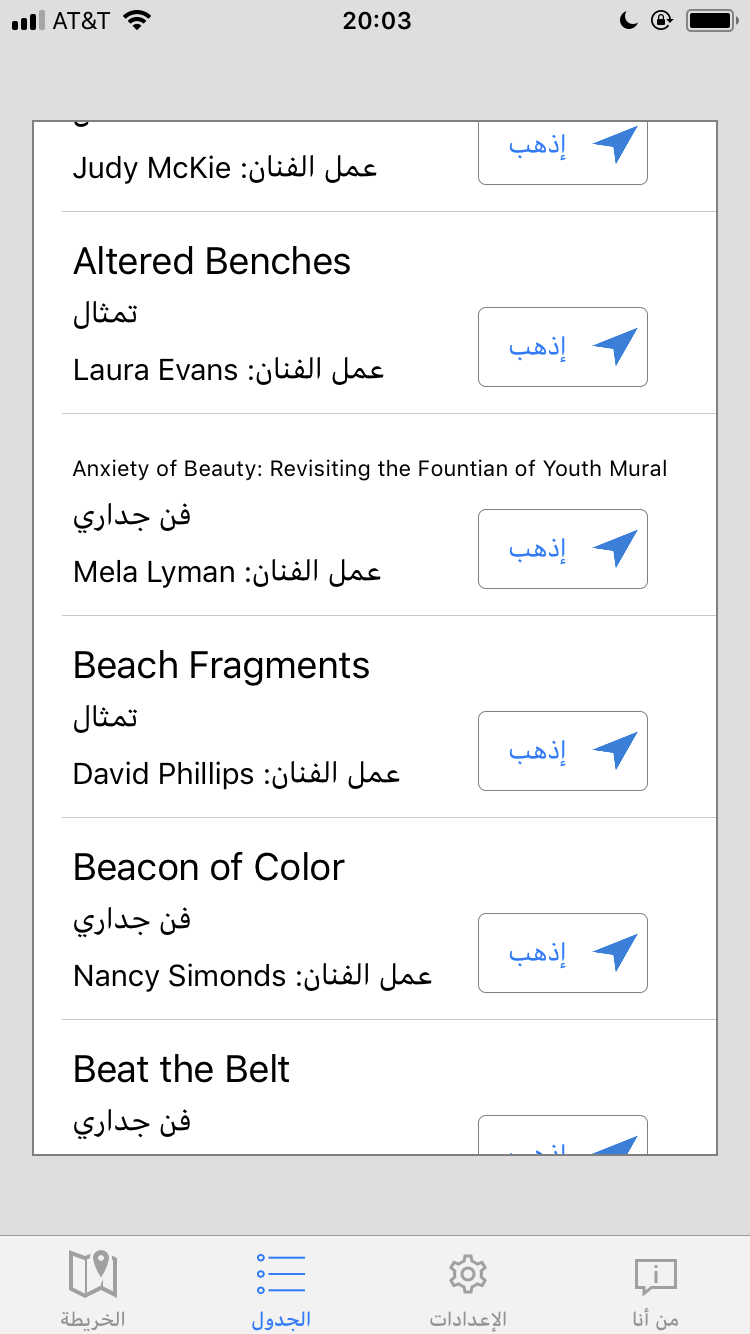 AT&T
20:03
عمل الفنان: Judy McKie
إذهب
Altered Benches
تمثال
عمل الفنان: Laura Evans
إذهب
Anxiety of Beauty: Revisiting the Fountian of Youth Mural
فن جداري
عمل الفنان: Mela Lyman
إذهب
Beach Fragments
تمثال
عمل الفنان: David Phillips
إذهب
Beacon of Color
فن جداري
عمل الفنان: Nancy Simonds
إذهب
Beat the Belt
فن جداري
الخريطة
الجدول
الإعدادات
من أنا